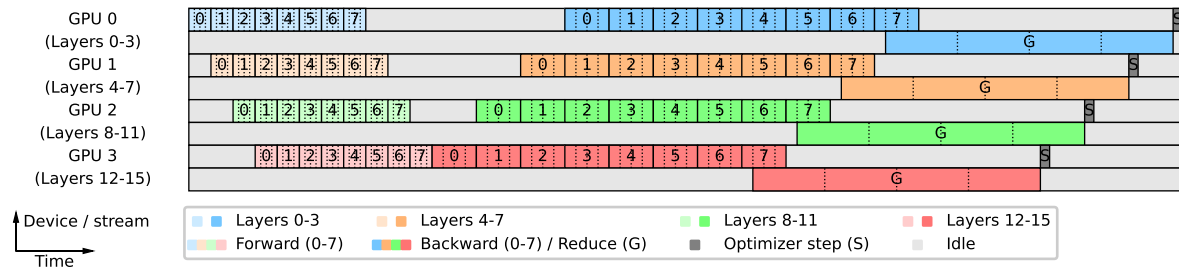 GPU 0 0 1 2 3 4 5 6 7 0 1 2 3 4 5 6 7 S
(Layers 0-3) G
GPU 1 0 1 2 3 4 5 6 7 0 1 2 3 4 5 6 7 S
(Layers 4-7) G
GPU 2 0 1 2 3 4 5 6 7 0 1 2 3 4 5 6 7 S
(Layers 8-11) G
GPU 3 0 1 2 3 4 5 6 7 0 1 2 3 4 5 6 7 S
(Layers 12-15) G
Device / stream
Time
Layers 0-3 Layers 4-7 Layers 8-11 Layers 12-15
Forward (0-7) Backward (0-7) / Reduce (G) Optimizer step (S) Idle